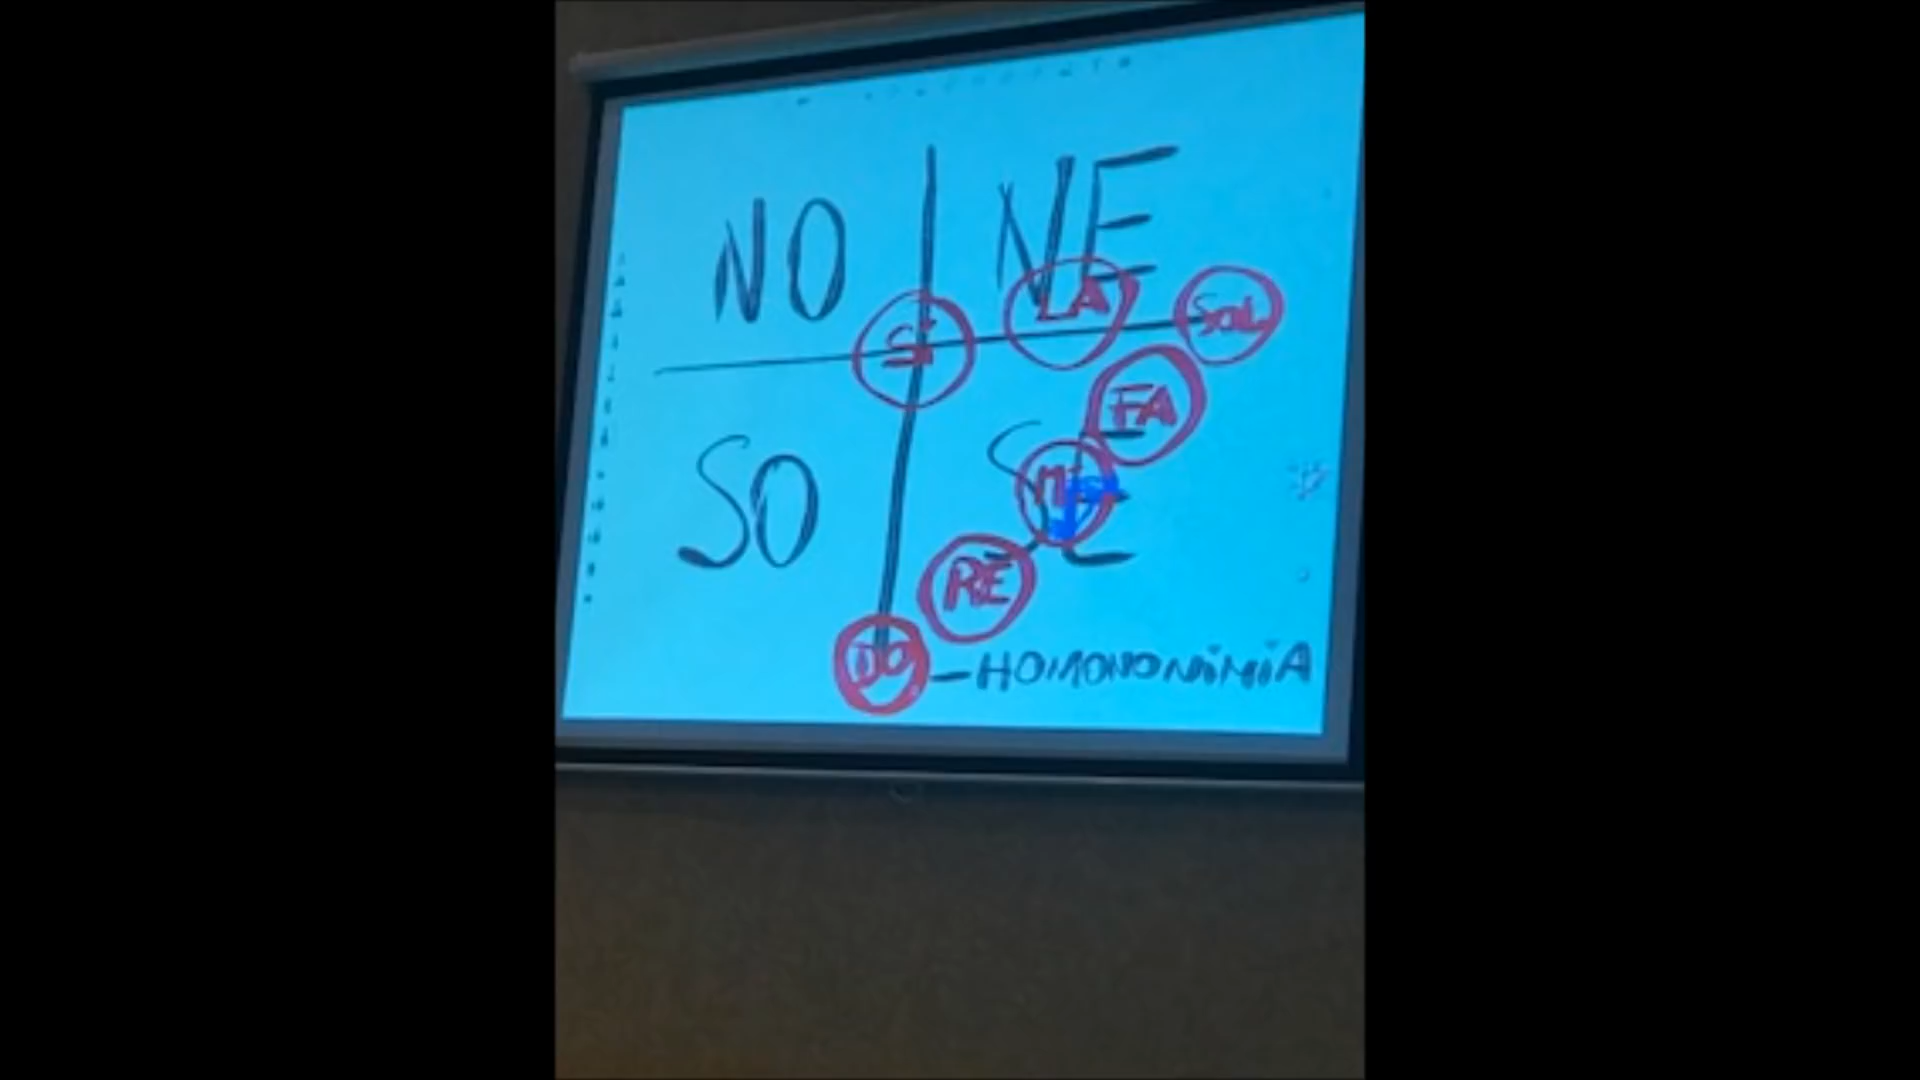 NO NE
Si LA SOL
FA
SO SE
Mi
RE
DO - HOMONONiMiA